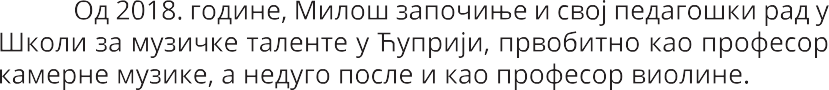 Од 2018. године, Милош започиње и свој педагошки рад у
Школи за музичке таленте у Ћуприји, првобитно као професор
камерне музике, а недуго после и као професор виолине.